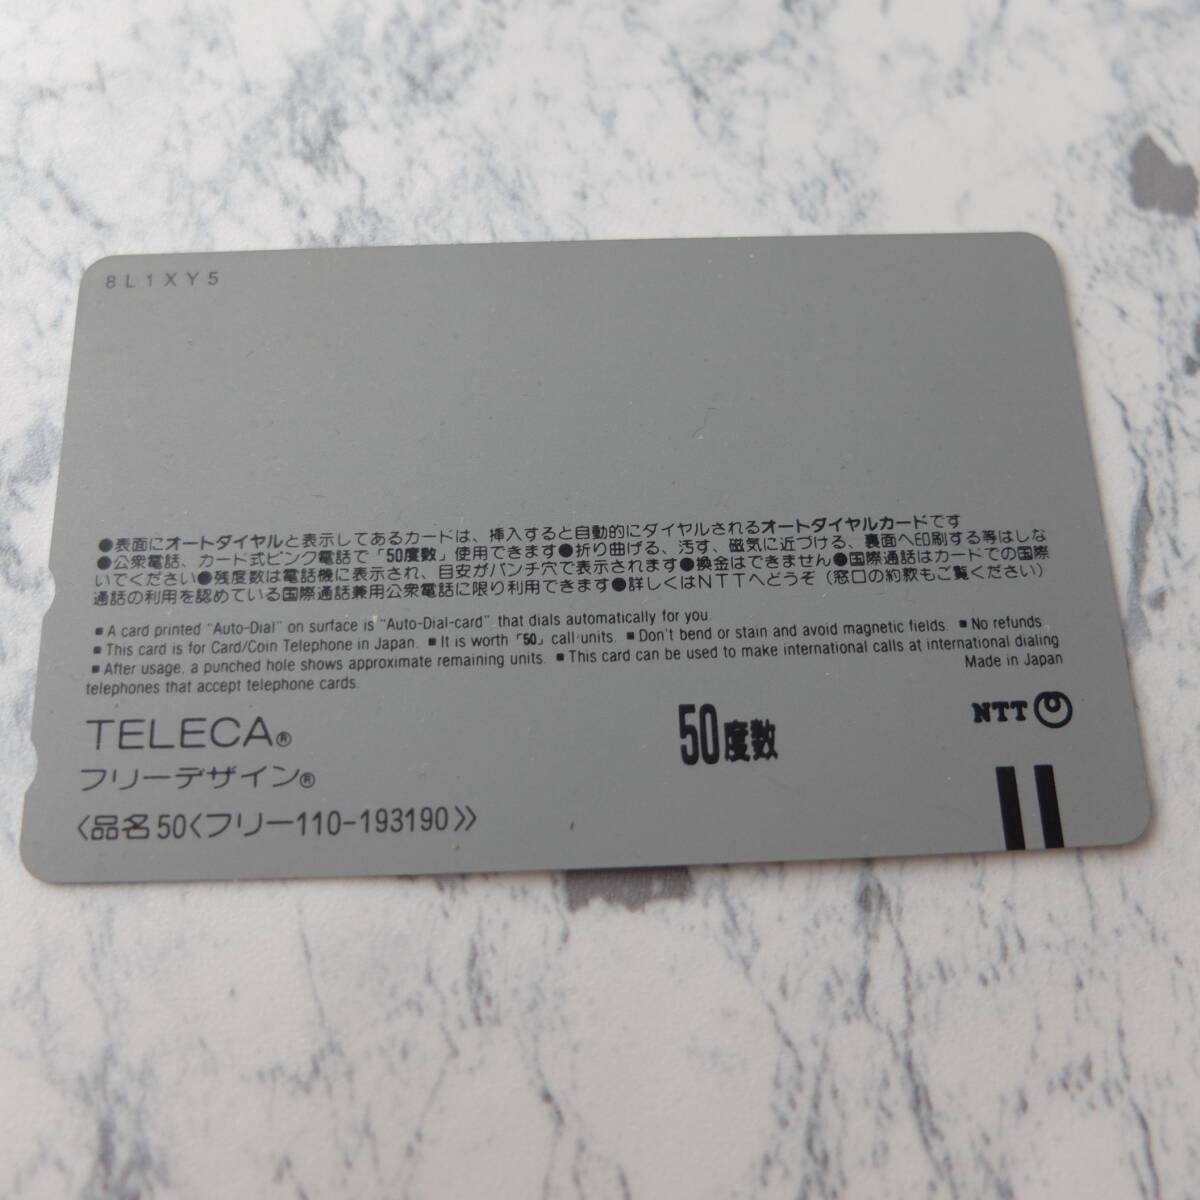 8L1XY5
●表面にオートダイヤルと表示してあるカードは、挿入すると自動的にダイヤルされるオートダイヤルカードです
●公衆電話、カード式ピンク電話で「50度数」使用できます●折り曲げる、汚す、磁気に近づける、裏面へ印刷する等はしな
いでください●残度数は電話機に表示され、目安がパンチ穴で表示されます●換金はできません●国際通話はカードでの国際
通話の利用を認めている国際通話兼用公衆電話に限り利用できます●詳しくはNTTへどうぞ（窓口の約款もご覧ください）
■ A card printed "Auto-Dial" on surface is "Auto-Dial-card" that dials automatically for you.
■ This card is for Card/Coin Telephone in Japan. ■ It is worth「50」call units. ■ Don't bend or stain and avoid magnetic fields. ■ No refunds.
■ After usage, a punched hole shows approximate remaining units. ■ This card can be used to make international calls at international dialing
telephones that accept telephone cards.
Made in Japan
TELECA®
フリーデザイン®
〈品名50〈フリー110-193190〉〉
50度数
NTT